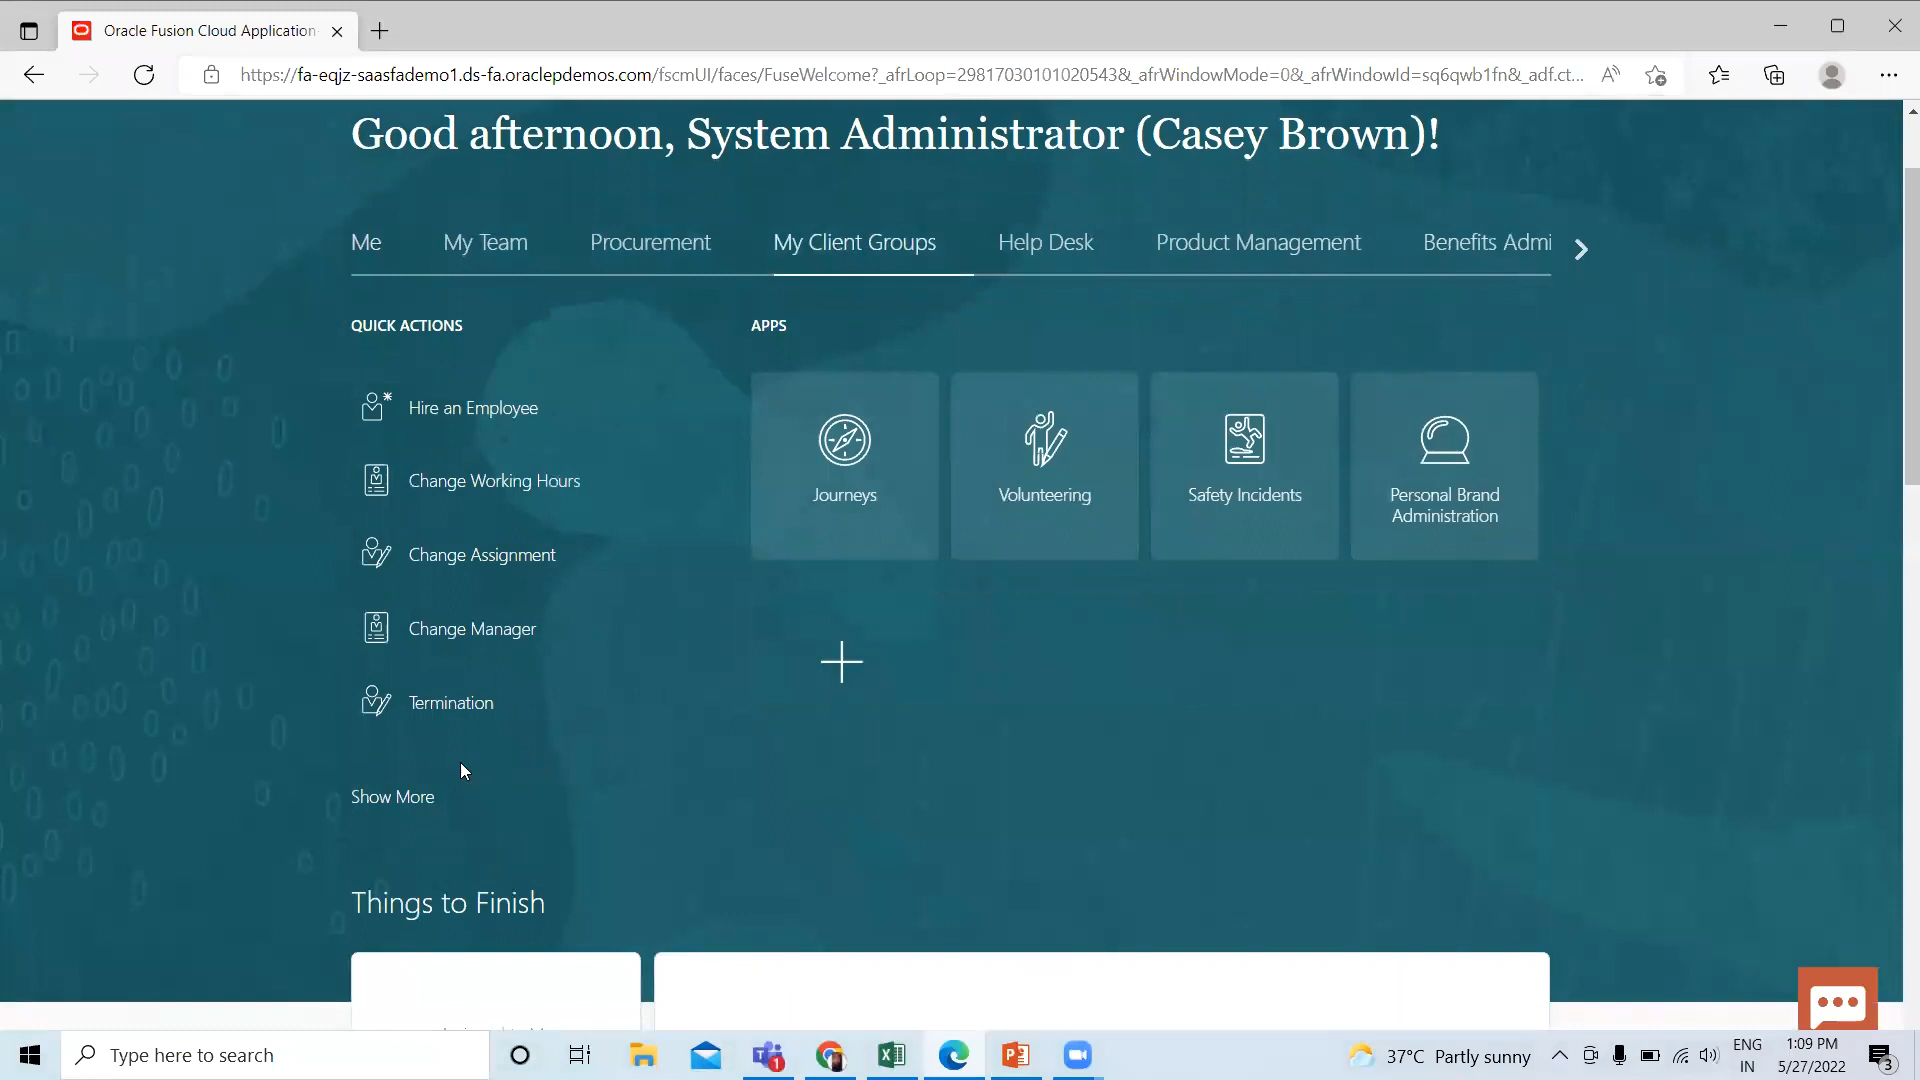 Oracle Fusion Cloud Application
https://fa-eqjz-saasfademo1.ds-fa.oraclepdemos.com/fscmUI/faces/FuseWelcome?_afrLoop=29817030101020543&_afrWindowMode=0&_afrWindowId=sq6qwb1fn&_adf.ct...
Good afternoon, System Administrator (Casey Brown)!
Me
My Team
Procurement
My Client Groups
Help Desk
Product Management
Benefits Admi
QUICK ACTIONS
Hire an Employee
Change Working Hours
Change Assignment
Change Manager
Termination
Show More
APPS
Journeys
Volunteering
Safety Incidents
Personal Brand
Administration
Things to Finish
Type here to search
1
37°C Partly sunny
ENG
IN
1:09 PM
5/27/2022
3